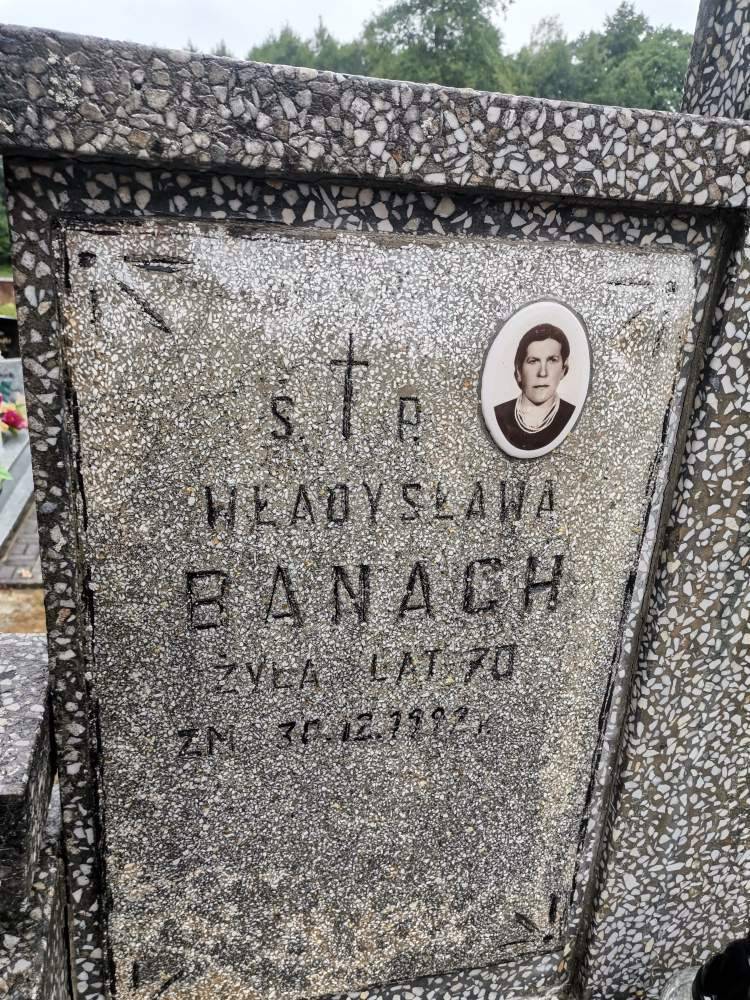 Ś. † P.
WŁADYSŁAWA
BANACH
ŻYŁA LAT 70
ZM 30.12.1992 r.